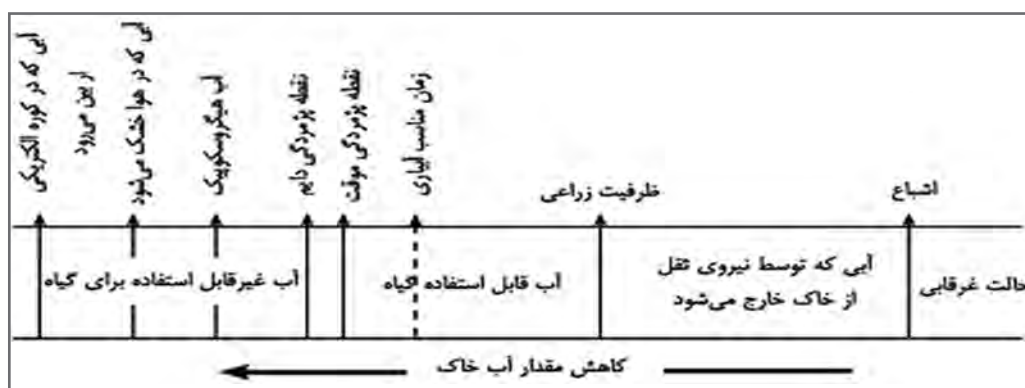 اشباع
ظرفیت زراعی
زمان مناسب آبیاری
نقطه پژمردگی موقت
نقطه پژمردگی دایم
آب هیگروسکوپیک
آبی که در هوا خشک می‌شود
آبی که در کوره الکتریکی
از بین می‌رود
حالت غرقابی
آبی که توسط نیروی ثقل
از خاک خارج می‌شود
آب قابل استفاده گیاه
آب غیرقابل استفاده برای گیاه
کاهش مقدار آب خاک